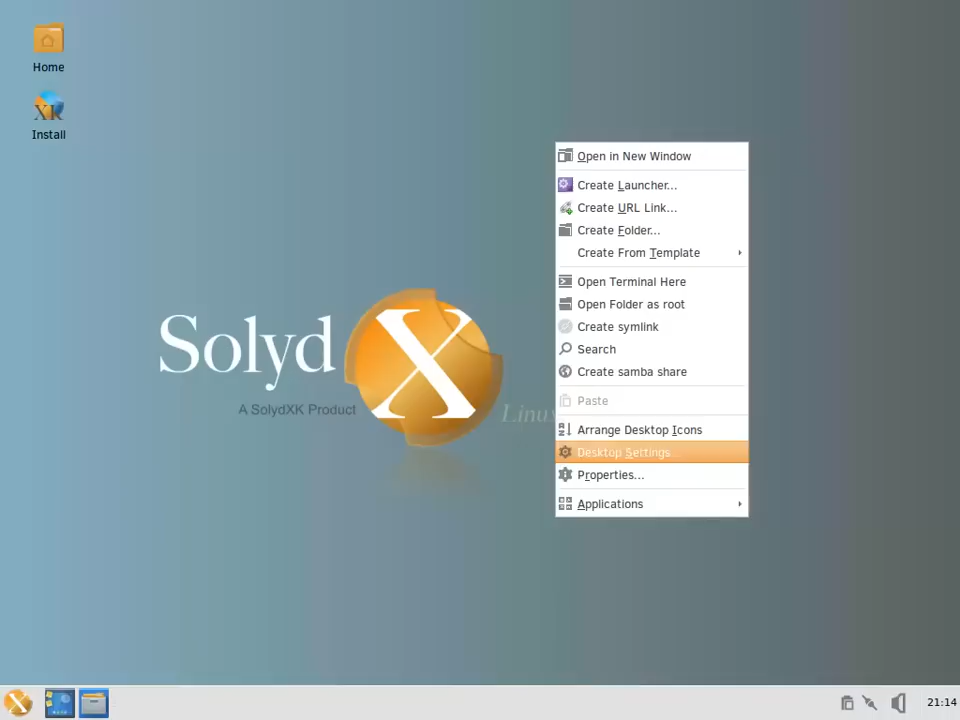 Home
Install
Open in New Window
Create Launcher...
Create URL Link...
Create Folder...
Create From Template
Open Terminal Here
Open Folder as root
Create symlink
Search
Create samba share
Paste
Arrange Desktop Icons
Desktop Settings...
Properties...
Applications
Solyd X
A SolydXK Product
Linux
21:14